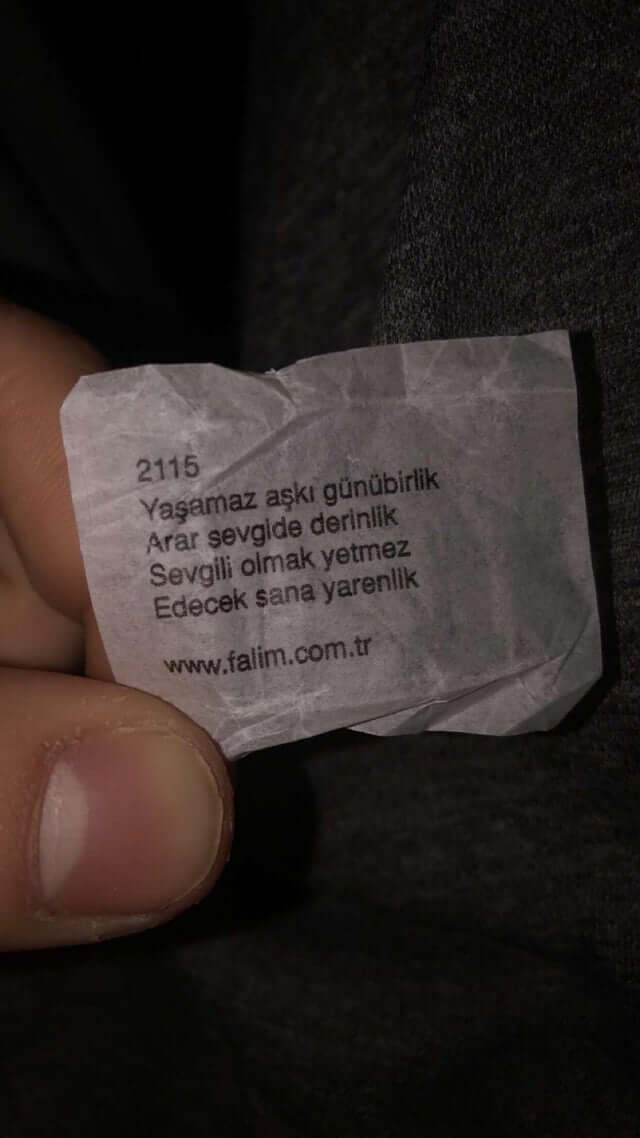 2115
Yaşamaz aşkı günübirlik
Arar sevgide derinlik
Sevgili olmak yetmez
Edecek sana yarenlik
www.falim.com.tr